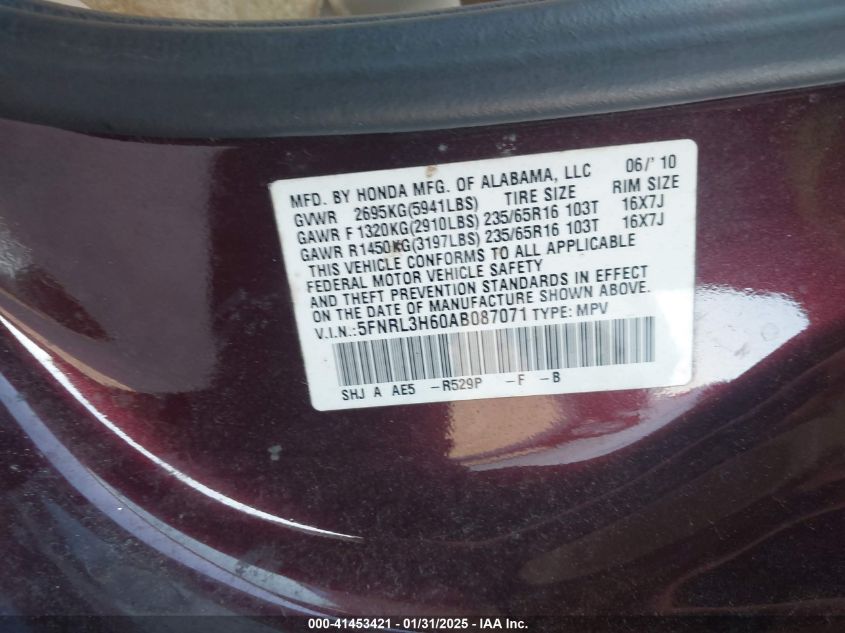 MFD. BY HONDA MFG. OF ALABAMA, LLC 06/'10
GVWR 2695KG(5941LBS) TIRE SIZE RIM SIZE
GAWR F 1320KG(2910LBS) 235/65R16 103T 16X7J
GAWR R 1450KG(3197LBS) 235/65R16 103T 16X7J
THIS VEHICLE CONFORMS TO ALL APPLICABLE
FEDERAL MOTOR VEHICLE SAFETY
AND THEFT PREVENTION STANDARDS IN EFFECT
ON THE DATE OF MANUFACTURE SHOWN ABOVE.
V.I.N.:5FNRL3H60AB087071 TYPE: MPV
SHJ A AE5 -R529P -F -B
000-41453421 - 01/31/2025 - IAA Inc.